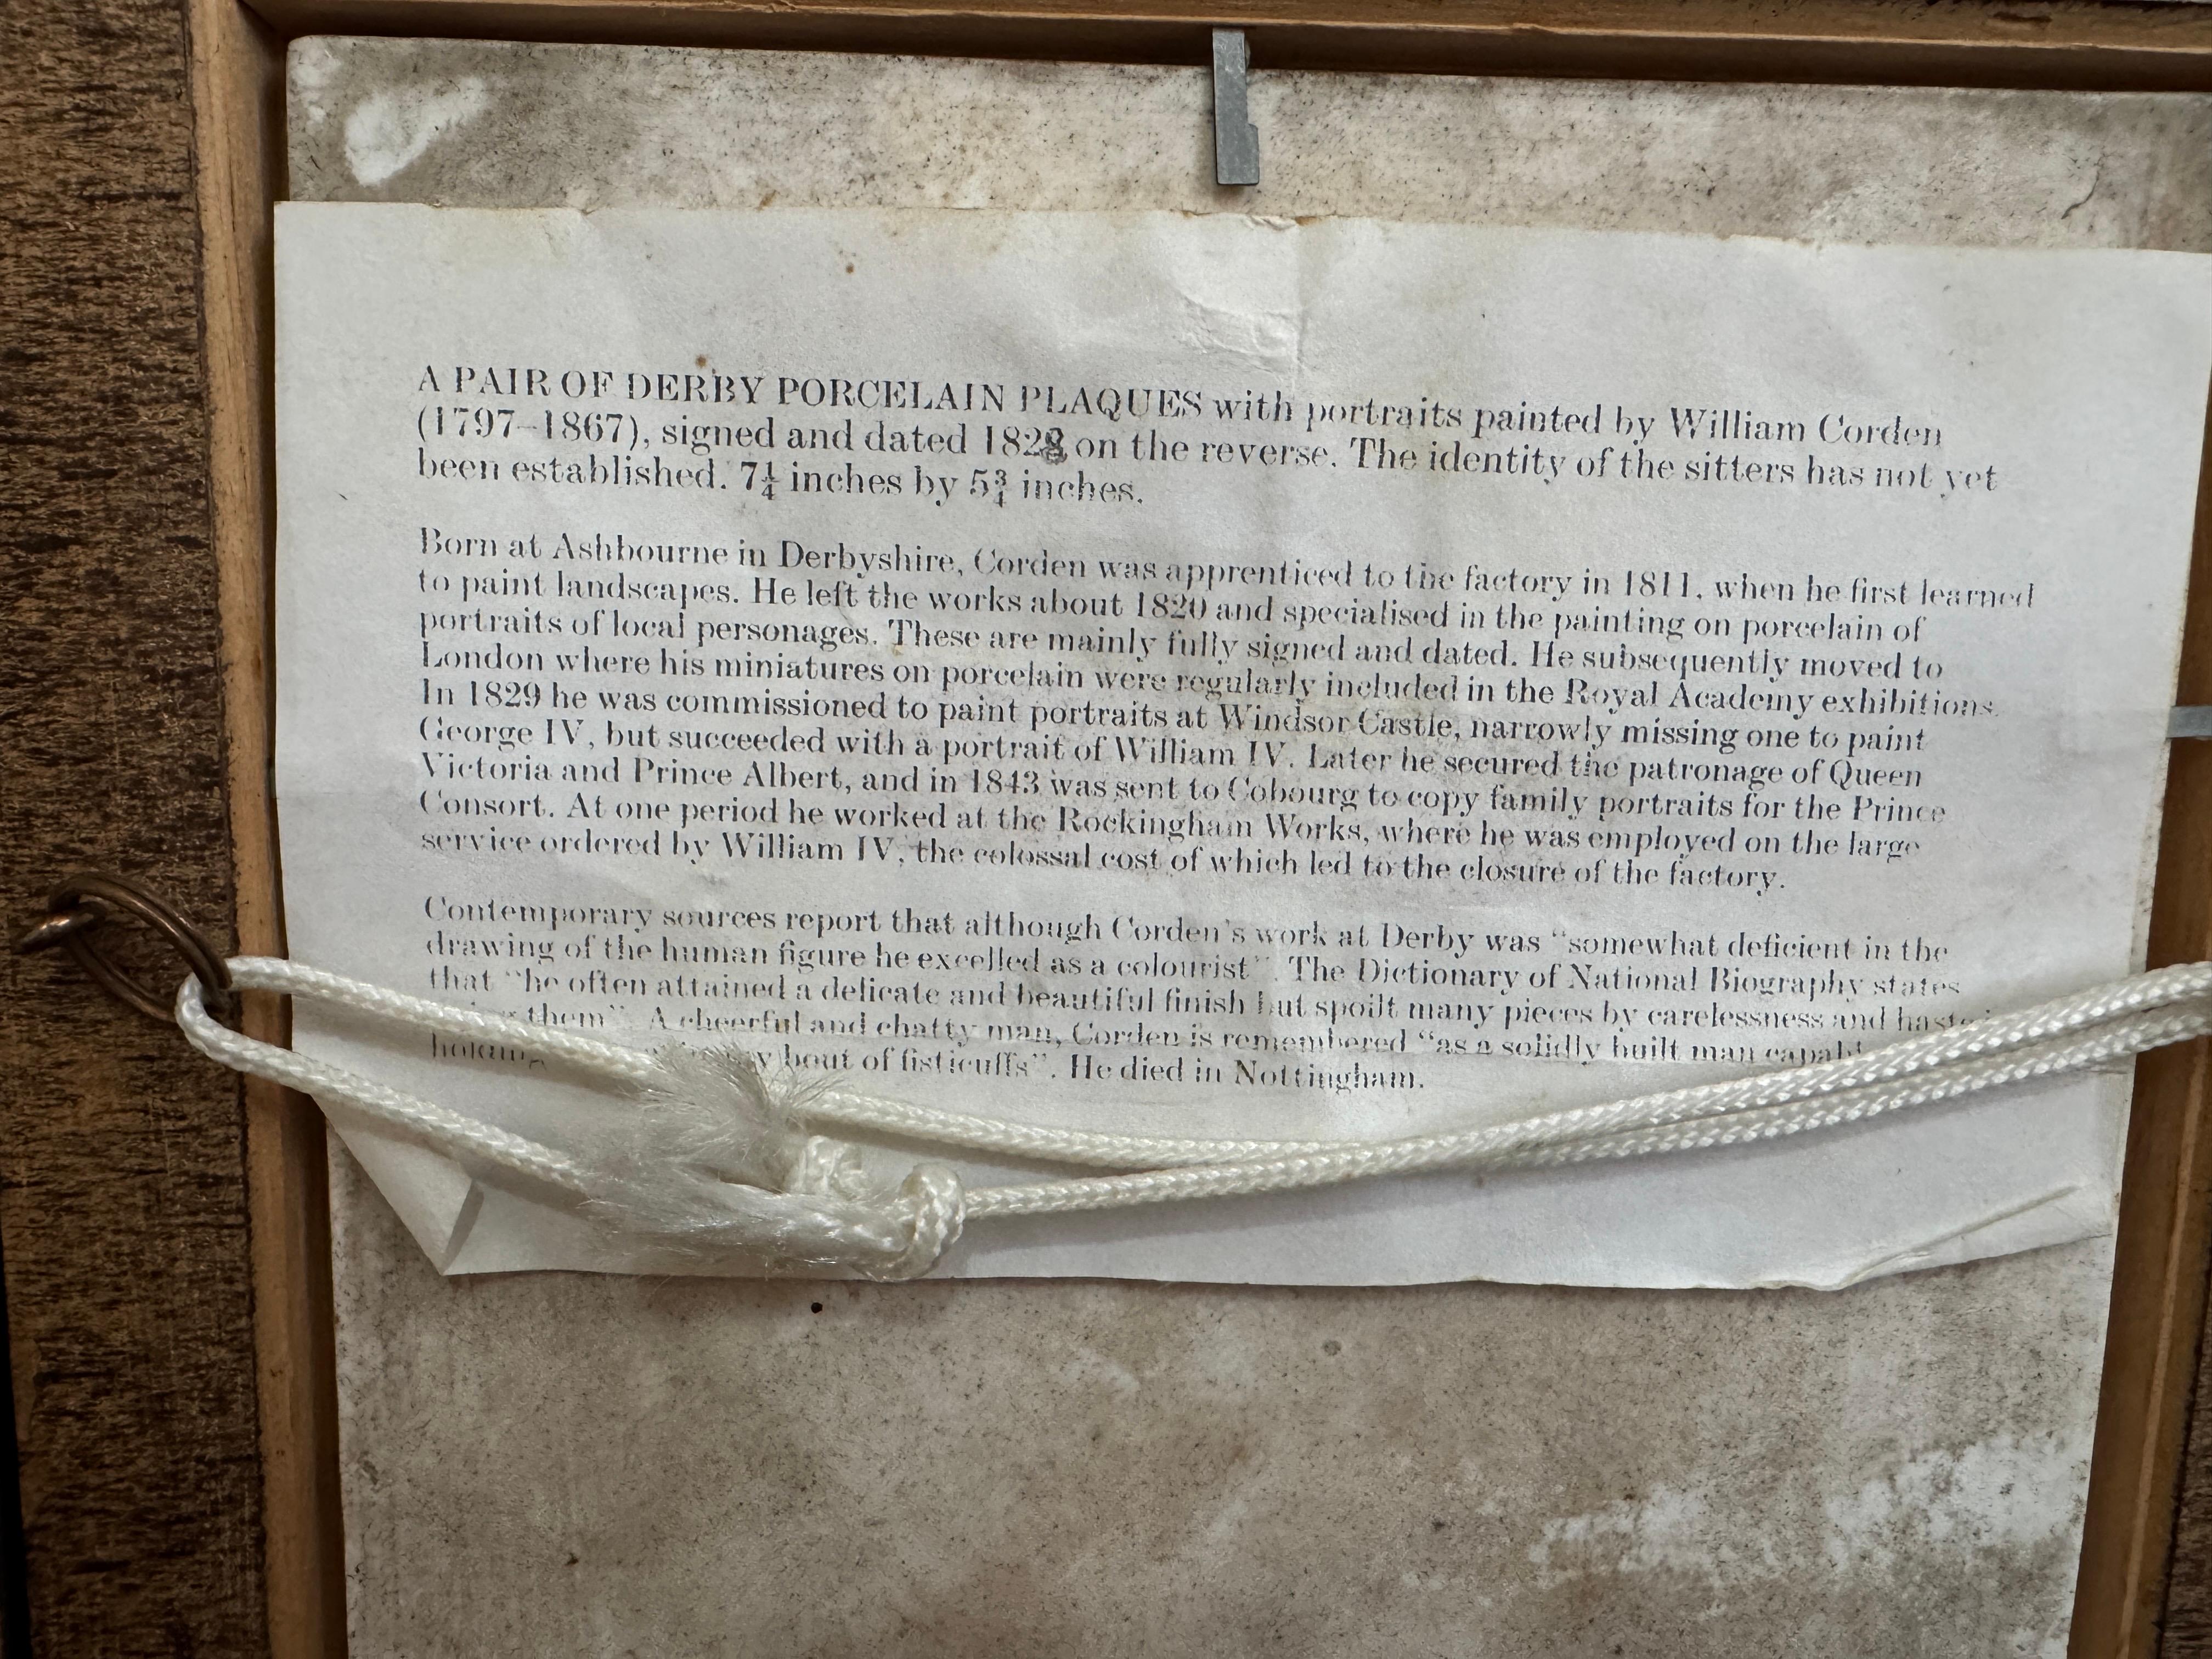 A PAIR OF DERBY PORCELAIN PLAQUES with portraits painted by William Corden
(1797–1867), signed and dated 1828 on the reverse. The identity of the sitters has not yet
been established. 7¼ inches by 5¾ inches.
Born at Ashbourne in Derbyshire, Corden was apprenticed to the factory in 1811, when he first learned
to paint landscapes. He left the works about 1820 and specialised in the painting on porcelain of
portraits of local personages. These are mainly fully signed and dated. He subsequently moved to
London where his miniatures on porcelain were regularly included in the Royal Academy exhibitions.
In 1829 he was commissioned to paint portraits at Windsor Castle, narrowly missing one to paint
George IV, but succeeded with a portrait of William IV. Later he secured the patronage of Queen
Victoria and Prince Albert, and in 1843 was sent to Cobourg to copy family portraits for the Prince
Consort. At one period he worked at the Rockingham Works, where he was employed on the large
service ordered by William IV, the colossal cost of which led to the closure of the factory.
Contemporary sources report that although Corden's work at Derby was “somewhat deficient in the
drawing of the human figure he excelled as a colourist”. The Dictionary of National Biography states
that “he often attained a delicate and beautiful finish but spoilt many pieces by carelessness and haste
them”. A cheerful and chatty man, Corden is remembered “as a solidly built man
holding bout of fisticuffs”. He died in Nottingham.